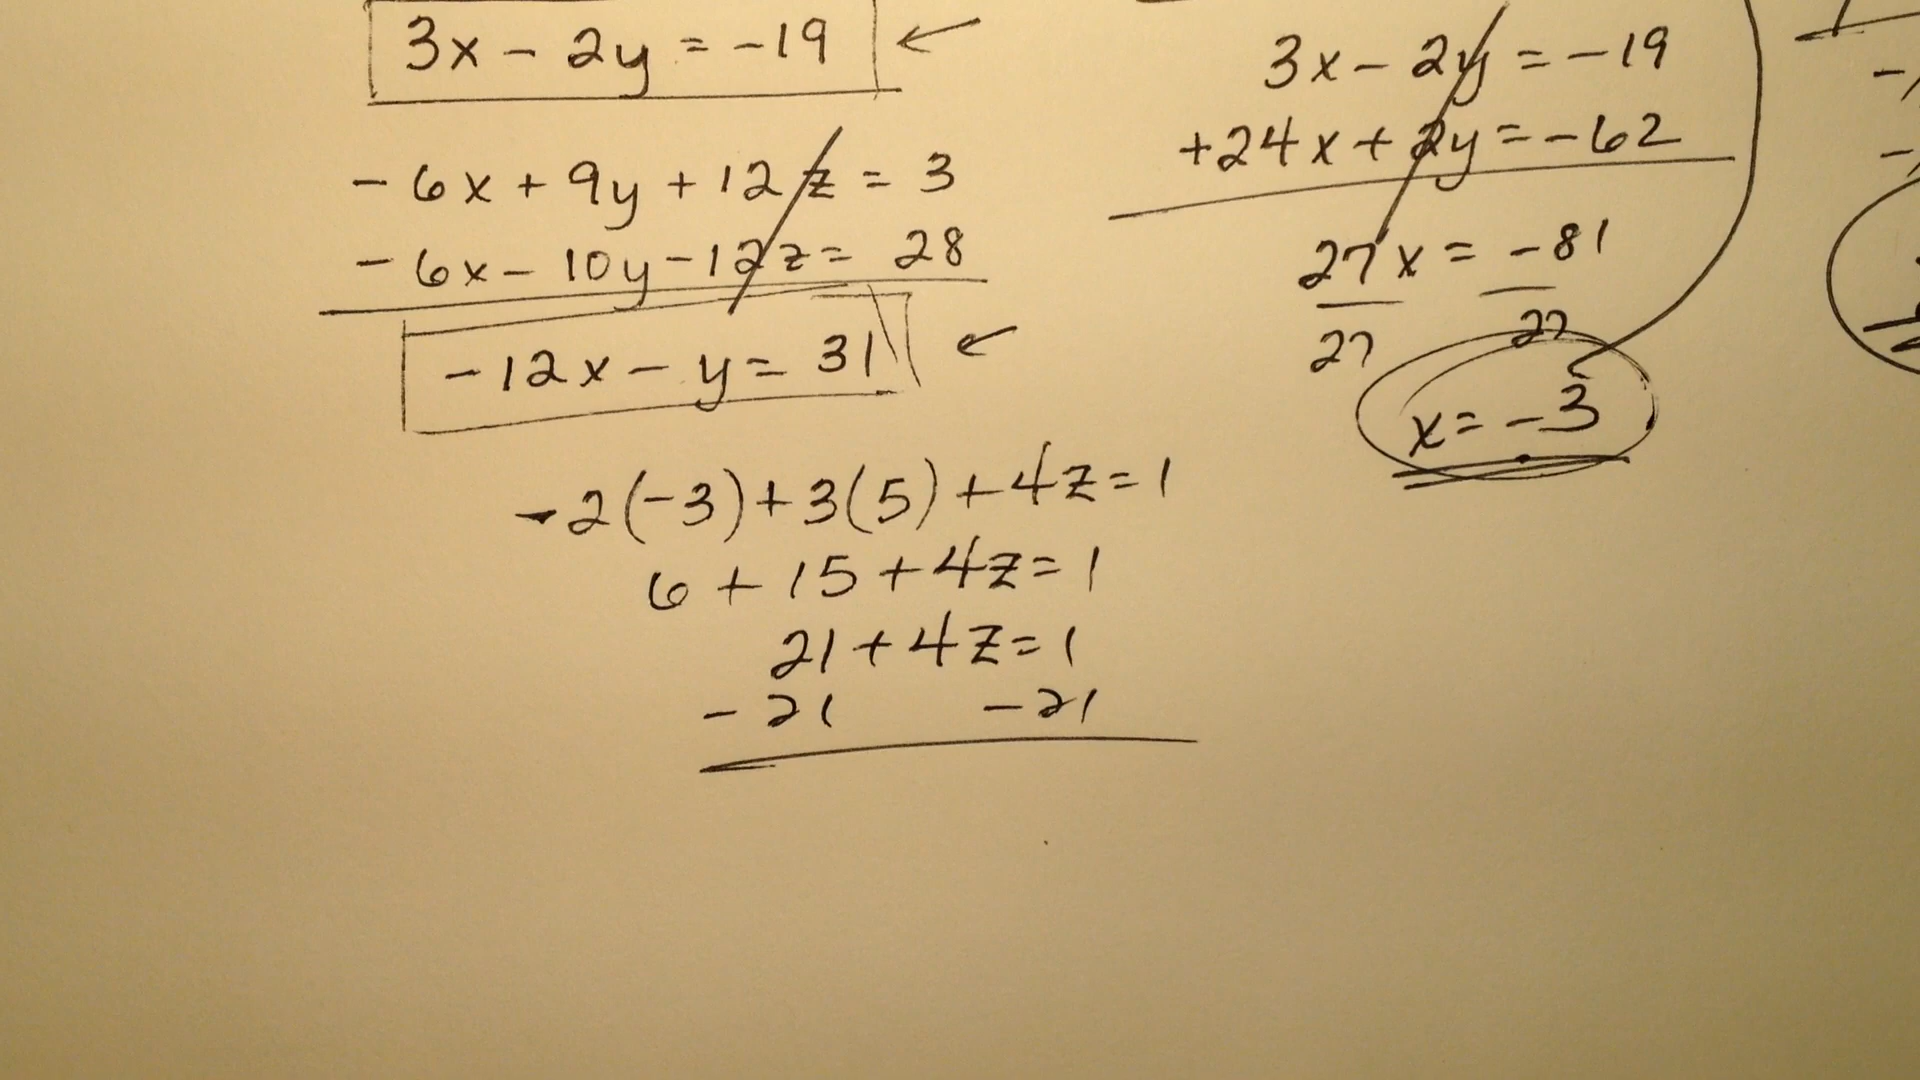 3x - 2y = -19
-6x + 9y + 12z = 3
-6x - 10y - 12z = 28
-12x - y = 31
-2(-3) + 3(5) + 4z = 1
6 + 15 + 4z = 1
21 + 4z = 1
-21 -21
3x - 2y = -19
+24x + 2y = -62
27x = -81
27 27
x = -3